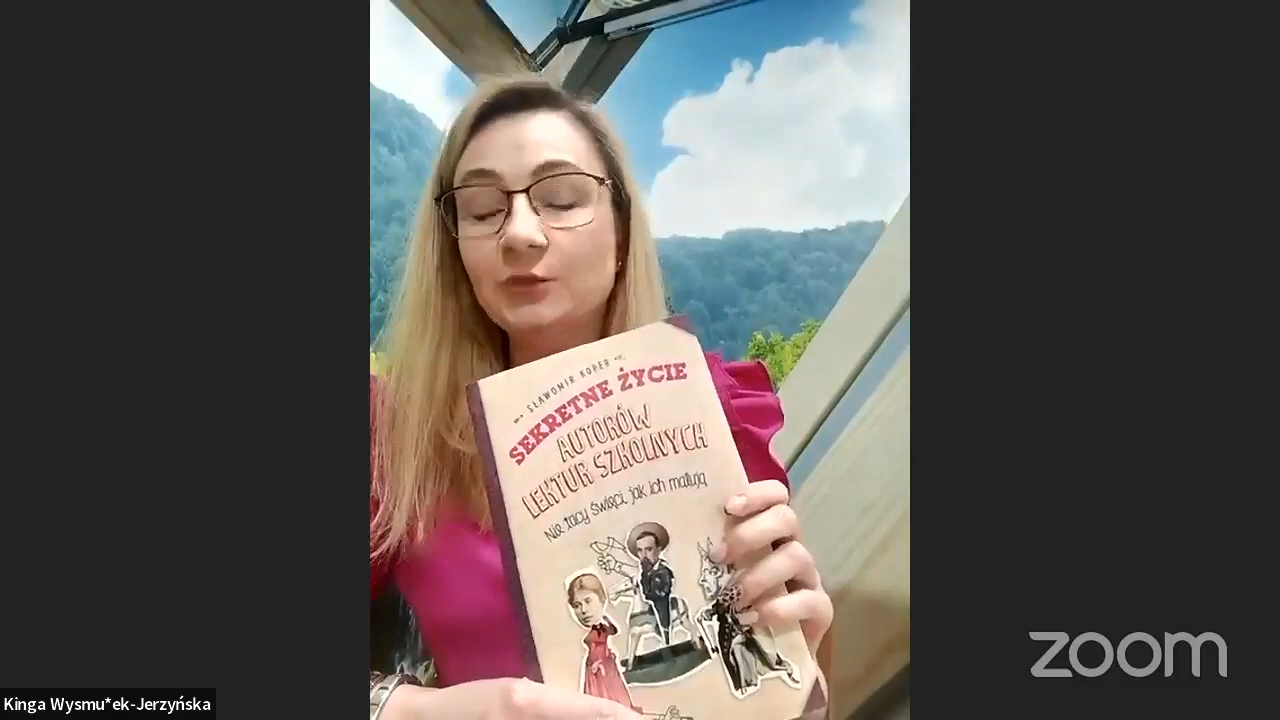 SŁAWOMIR KOPER
SEKRETNE ŻYCIE
AUTORÓW
LEKTUR SZKOLNYCH
Nie tacy święci, jak ich malują
zoom
Kinga Wysmu*ek-Jerzyńska